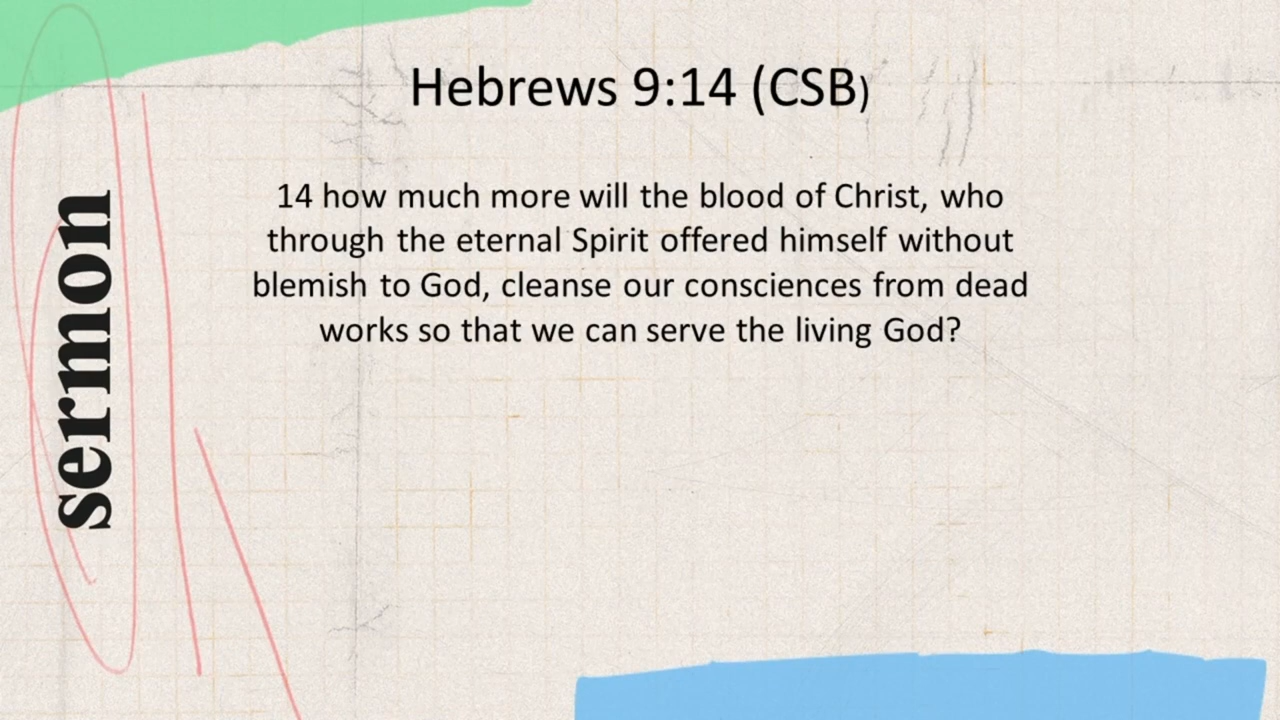 Hebrews 9:14 (CSB)
sermon
14 how much more will the blood of Christ, who
through the eternal Spirit offered himself without
blemish to God, cleanse our consciences from dead
works so that we can serve the living God?